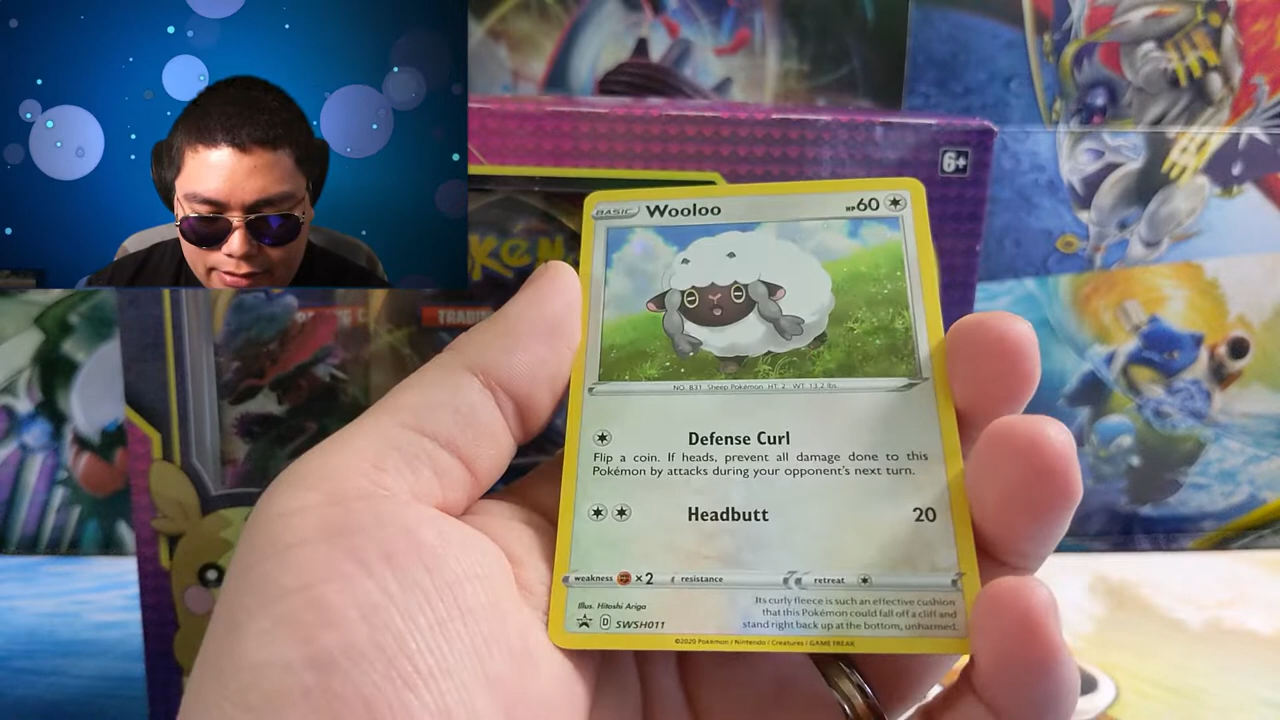 6+
BASIC Wooloo HP60
NO. 831 Sheep Pokémon HT: 2' WT: 13.2 lbs.
Defense Curl
Flip a coin. If heads, prevent all damage done to this
Pokémon by attacks during your opponent's next turn.
Headbutt 20
weakness ×2 resistance retreat
Illus. Hitoshi Ariga
D SWSH011
Its curly fleece is such an effective cushion
that this Pokémon could fall off a cliff and
stand right back up at the bottom, unharmed.
©2020 Pokémon / Nintendo / Creatures / GAME FREAK